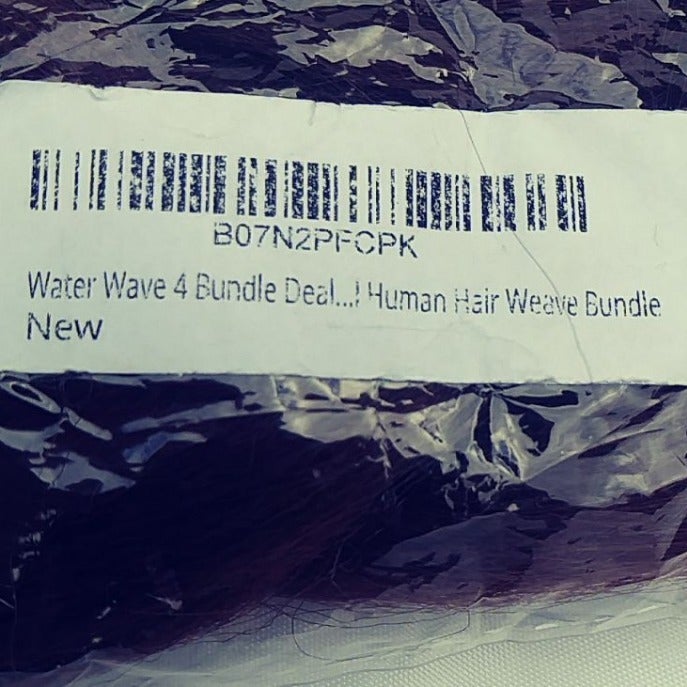 B07N2PFCPK
Water Wave 4 Bundle Deal...l Human Hair Weave Bundle
New